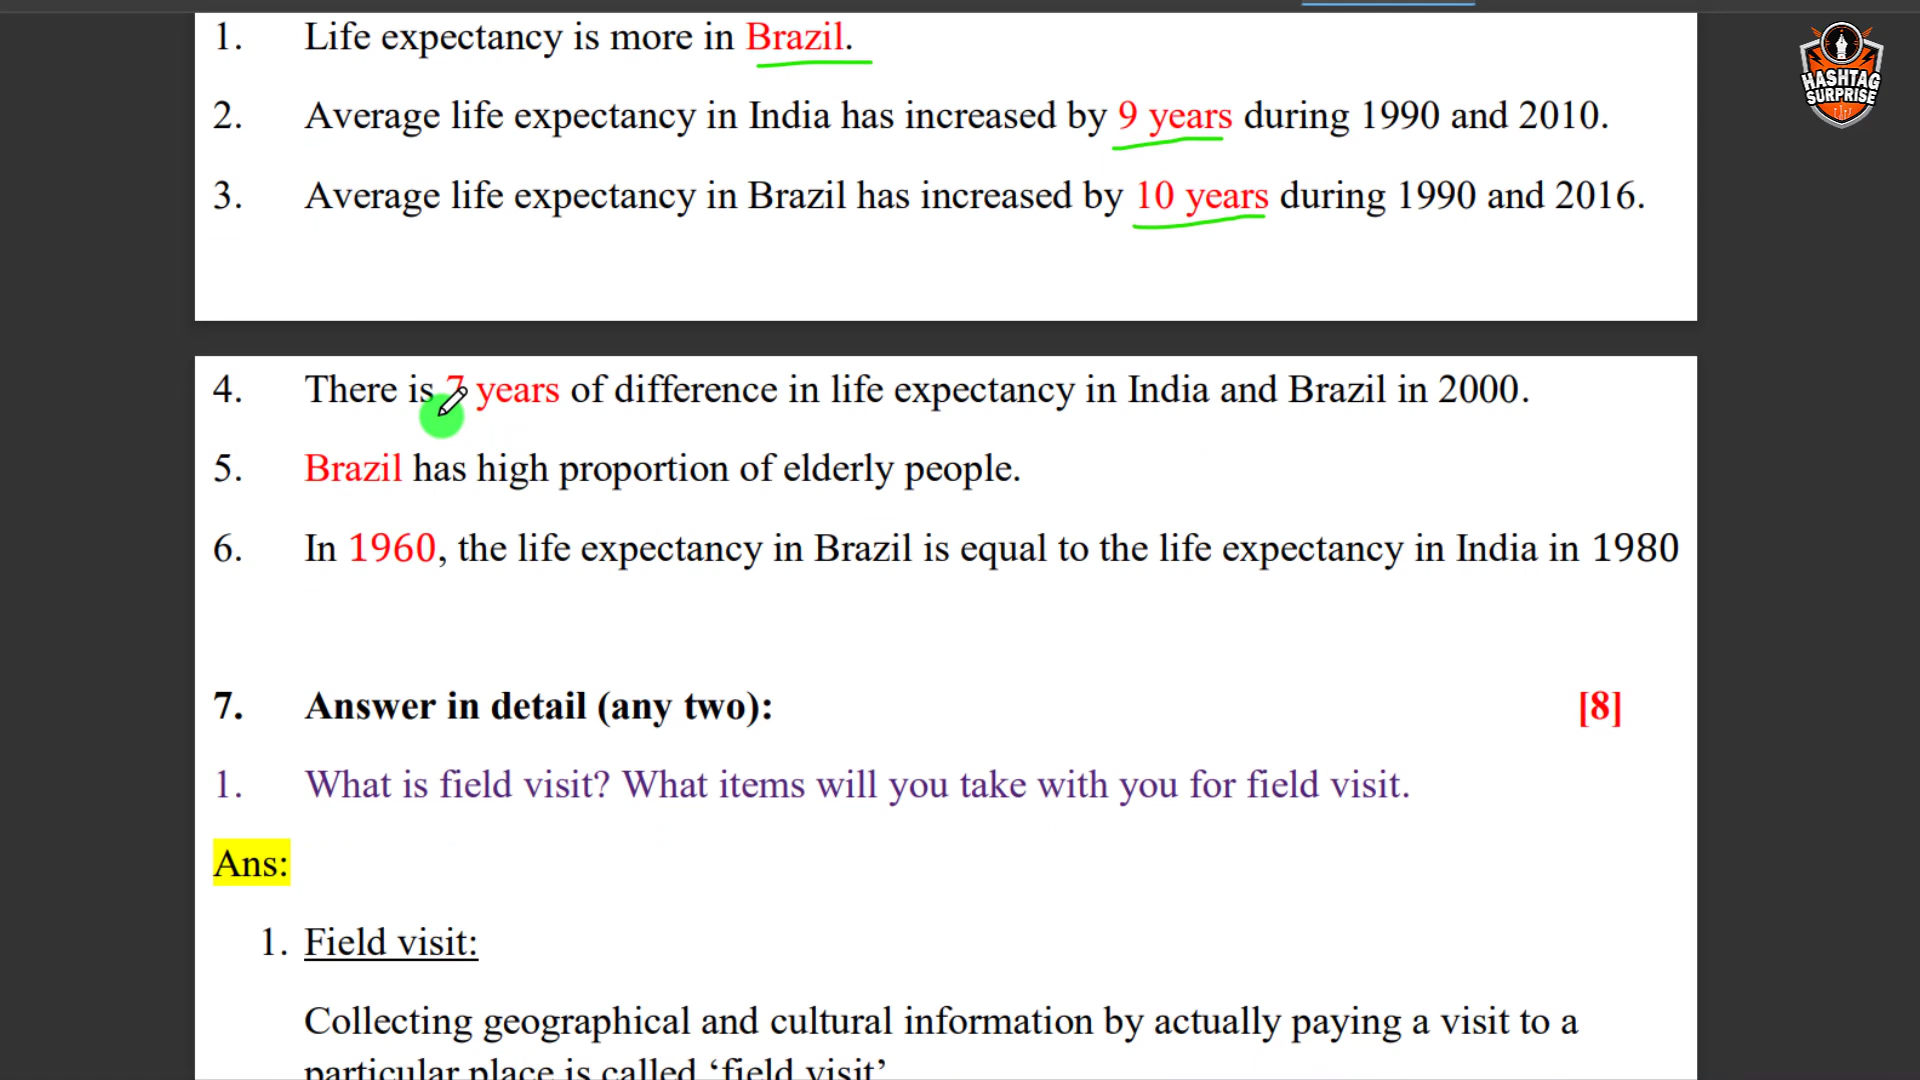 1. Life expectancy is more in Brazil.
2. Average life expectancy in India has increased by 9 years during 1990 and 2010.
3. Average life expectancy in Brazil has increased by 10 years during 1990 and 2016.
4. There is 7 years of difference in life expectancy in India and Brazil in 2000.
5. Brazil has high proportion of elderly people.
6. In 1960, the life expectancy in Brazil is equal to the life expectancy in India in 1980
7. Answer in detail (any two): [8]
1. What is field visit? What items will you take with you for field visit.
Ans:
1. Field visit:
Collecting geographical and cultural information by actually paying a visit to a
particular place is called ‘field visit’
HASHTAG
SURPRISE